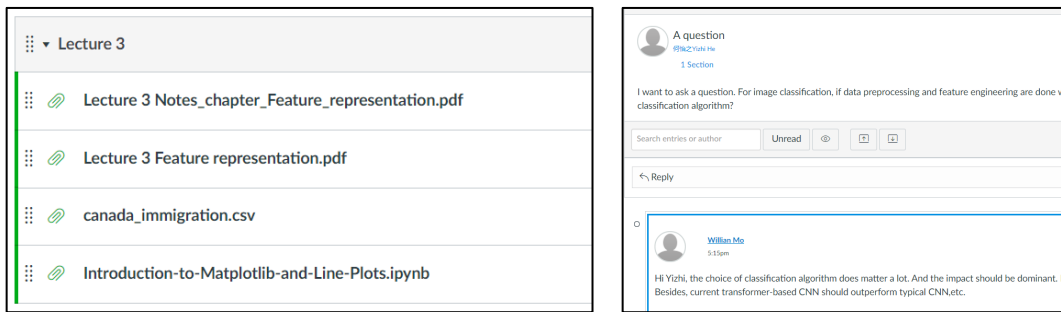 Lecture 3
Lecture 3 Notes_chapter_Feature_representation.pdf
Lecture 3 Feature representation.pdf
canada_immigration.csv
Introduction-to-Matplotlib-and-Line-Plots.ipynb
A question
Yizhi He
1 Section
I want to ask a question. For image classification, if data preprocessing and feature engineering are done
classification algorithm?
Search entries or author
Unread
Reply
Willian Mo
5:15pm
Hi Yizhi, the choice of classification algorithm does matter a lot. And the impact should be dominant.
Besides, current transformer-based CNN should outperform typical CNN,etc.